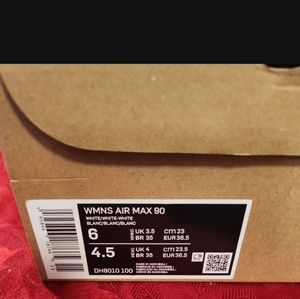 WMNS AIR MAX 90
WHITE/WHITE-WHITE
BLANC/BLANC/BLANC
6 UK 3.5 CM 23
BR 35 EUR 36.5
4.5 UK 4 CM 23.5
BR 35 EUR 36.5
DH8010 100